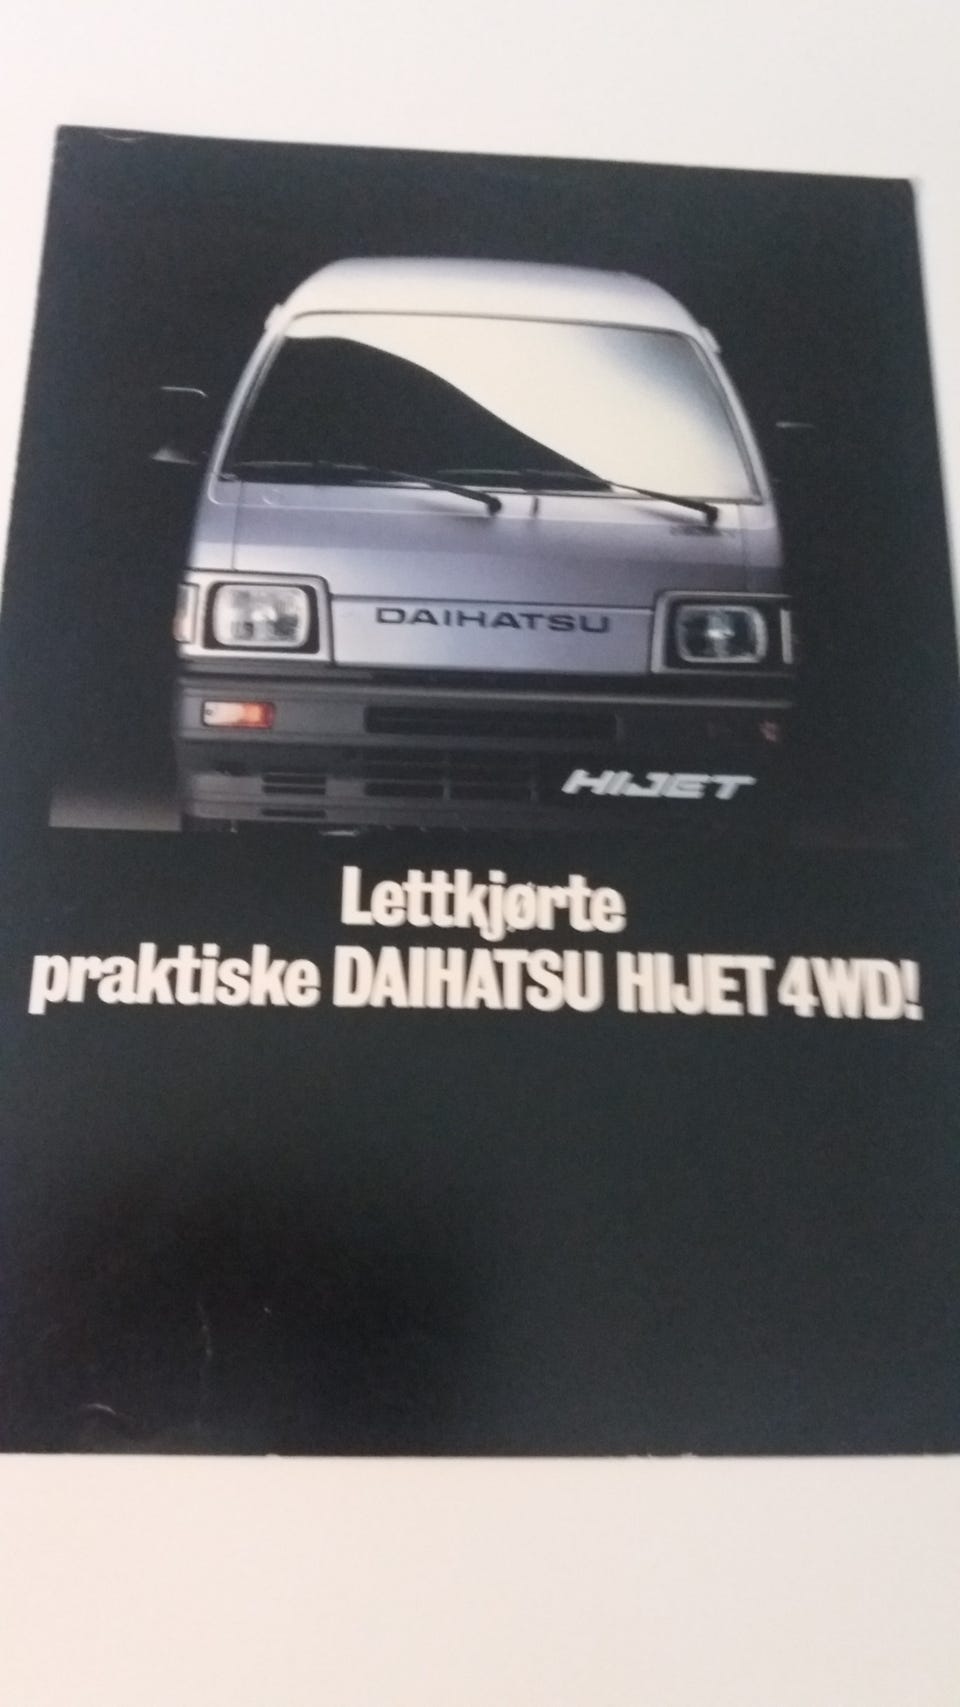 DAIHATSU
HIJET
Lettkjørte
praktiske DAIHATSU HIJET 4WD!